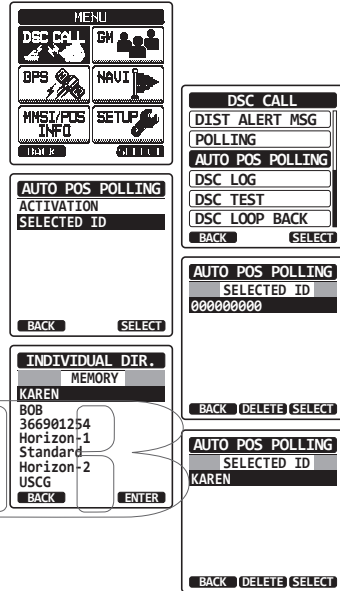 MENU
DSC CALL
GM
GPS
NAVI
MMSI/POS
INFO
SETUP
BACK
SELECT
DSC CALL
DIST ALERT MSG
POLLING
AUTO POS POLLING
DSC LOG
DSC TEST
DSC LOOP BACK
BACK
SELECT
AUTO POS POLLING
ACTIVATION
SELECTED ID
BACK
SELECT
AUTO POS POLLING
SELECTED ID
000000000
BACK
DELETE
SELECT
INDIVIDUAL DIR.
MEMORY
KAREN
BOB
366901254
Horizon-1
Standard
Horizon-2
USCG
BACK
ENTER
AUTO POS POLLING
SELECTED ID
KAREN
BACK
DELETE
SELECT